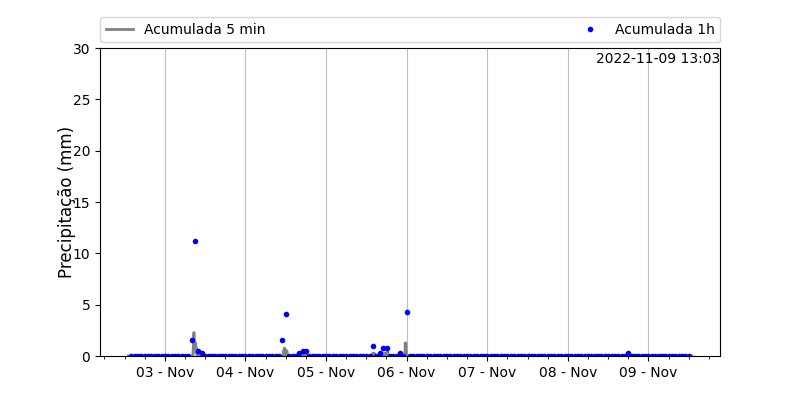 Acumulada 5 min
Acumulada 1h
2022-11-09 13:03
Precipitação (mm)
30
25
20
15
10
5
0
03 - Nov
04 - Nov
05 - Nov
06 - Nov
07 - Nov
08 - Nov
09 - Nov